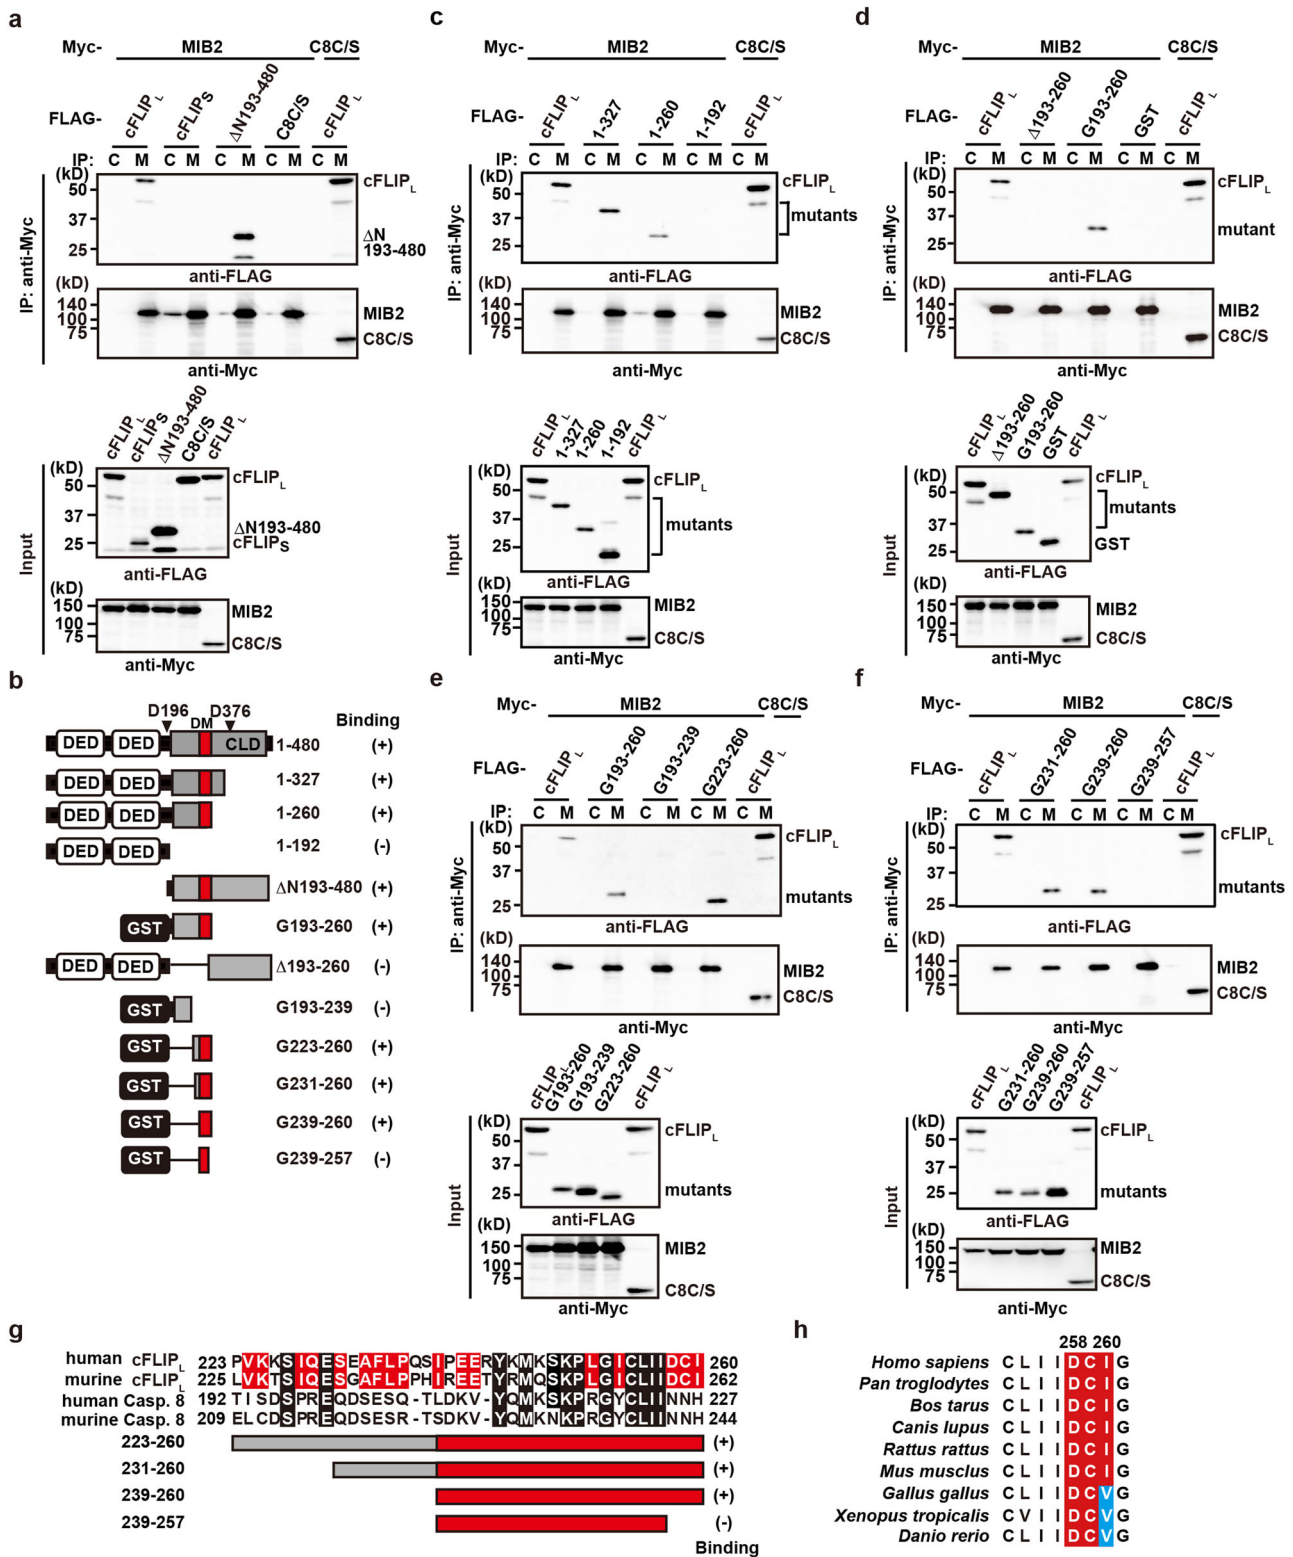 a
Myc- MIB2 C8C/S
FLAG- cFLIPL cFLIPS ΔN193-480 C8C/S cFLIPL
IP: C M C M C M C M C M
(kD)
50
37
25
cFLIPL
ΔN
193-480
IP: anti-Myc
anti-FLAG
(kD)
140
100
75
MIB2
C8C/S
anti-Myc
cFLIPL cFLIPS ΔN193-480 C8C/S cFLIPL
(kD)
50
37
25
cFLIPL
ΔN193-480
cFLIPS
Input
anti-FLAG
(kD)
150
100
75
MIB2
C8C/S
anti-Myc
b
D196 DM D376 Binding
DED DED CLD 1-480 (+)
DED DED 1-327 (+)
DED DED 1-260 (+)
DED DED 1-192 (-)
ΔN193-480 (+)
GST G193-260 (+)
DED DED Δ193-260 (-)
GST G193-239 (-)
GST G223-260 (+)
GST G231-260 (+)
GST G239-260 (+)
GST G239-257 (-)
c
Myc- MIB2 C8C/S
FLAG- cFLIPL 1-327 1-260 1-192 cFLIPL
IP: C M C M C M C M C M
(kD)
50
37
25
cFLIPL
mutants
IP: anti-Myc
anti-FLAG
(kD)
140
100
75
MIB2
C8C/S
anti-Myc
cFLIPL 1-327 1-260 1-192 cFLIPL
(kD)
50
37
25
cFLIPL
mutants
Input
anti-FLAG
(kD)
150
100
75
MIB2
C8C/S
anti-Myc
d
Myc- MIB2 C8C/S
FLAG- cFLIPL Δ193-260 G193-260 GST cFLIPL
IP: C M C M C M C M C M
(kD)
50
37
25
cFLIPL
mutant
IP: anti-Myc
anti-FLAG
(kD)
140
100
75
MIB2
C8C/S
anti-Myc
cFLIPL Δ193-260 G193-260 GST cFLIPL
(kD)
50
37
25
cFLIPL
mutants
GST
Input
anti-FLAG
(kD)
150
100
75
MIB2
C8C/S
anti-Myc
e
Myc- MIB2 C8C/S
FLAG- cFLIPL G193-260 G193-239 G223-260 cFLIPL
IP: C M C M C M C M C M
(kD)
50
37
25
cFLIPL
mutants
IP: anti-Myc
anti-FLAG
(kD)
140
100
75
MIB2
C8C/S
anti-Myc
cFLIPL G193-260 G193-239 G223-260 cFLIPL
(kD)
50
37
25
cFLIPL
mutants
Input
anti-FLAG
(kD)
150
100
75
MIB2
C8C/S
anti-Myc
f
Myc- MIB2 C8C/S
FLAG- cFLIPL G231-260 G239-260 G239-257 cFLIPL
IP: C M C M C M C M C M
(kD)
50
37
25
cFLIPL
mutants
IP: anti-Myc
anti-FLAG
(kD)
140
100
75
MIB2
C8C/S
anti-Myc
cFLIPL G231-260 G239-260 G239-257 cFLIPL
(kD)
50
37
25
cFLIPL
mutants
Input
anti-FLAG
(kD)
150
100
75
MIB2
C8C/S
anti-Myc
g
human cFLIPL 223 PVKKSIQESEAFLPQSIPEERYKMKSKPLGICLIIDCI 260
murine cFLIPL 225 LVKTSIQESGAFLPPHIREETYRMQSKPLGICLIIDCI 262
human Casp. 8 192 TISDSPREQDSESQ-TLDKV-YQMKSKPRGYCLIINNH 227
murine Casp. 8 209 ELCDSPREQDSESR-TSDKV-YQMKNKPRGYCLIINNH 244
223-260 (+)
231-260 (+)
239-260 (+)
239-257 (-)
Binding
h
258 260
Homo sapiens C L I I D C I G
Pan troglodytes C L I I D C I G
Bos tarus C L I I D C I G
Canis lupus C L I I D C I G
Rattus rattus C L I I D C I G
Mus musclus C L I I D C I G
Gallus gallus C L I I D C V G
Xenopus tropicalis C V I I D C V G
Danio rerio C L I I D C V G